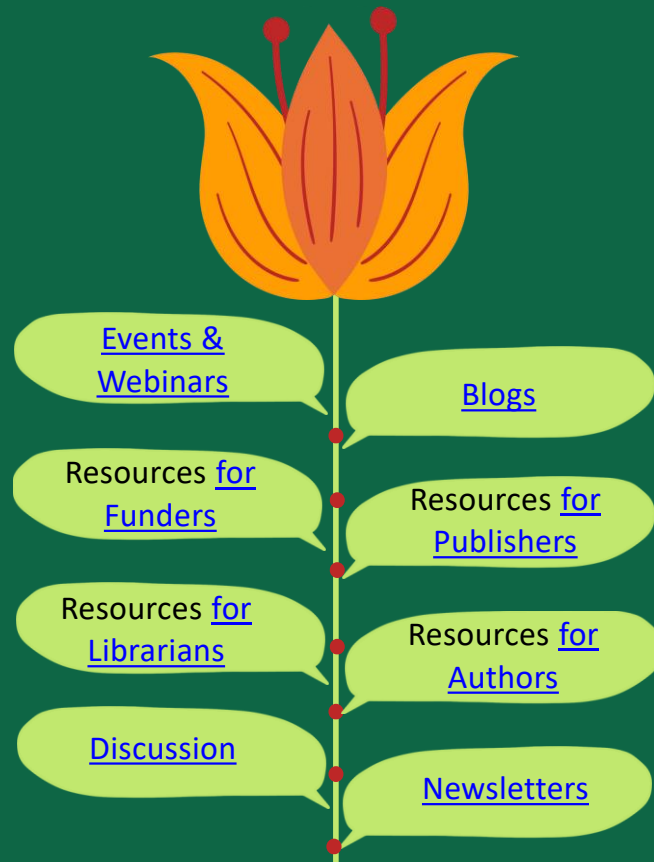 Events &
Webinars
Blogs
Resources for
Funders
Resources for
Publishers
Resources for
Librarians
Resources for
Authors
Discussion
Newsletters